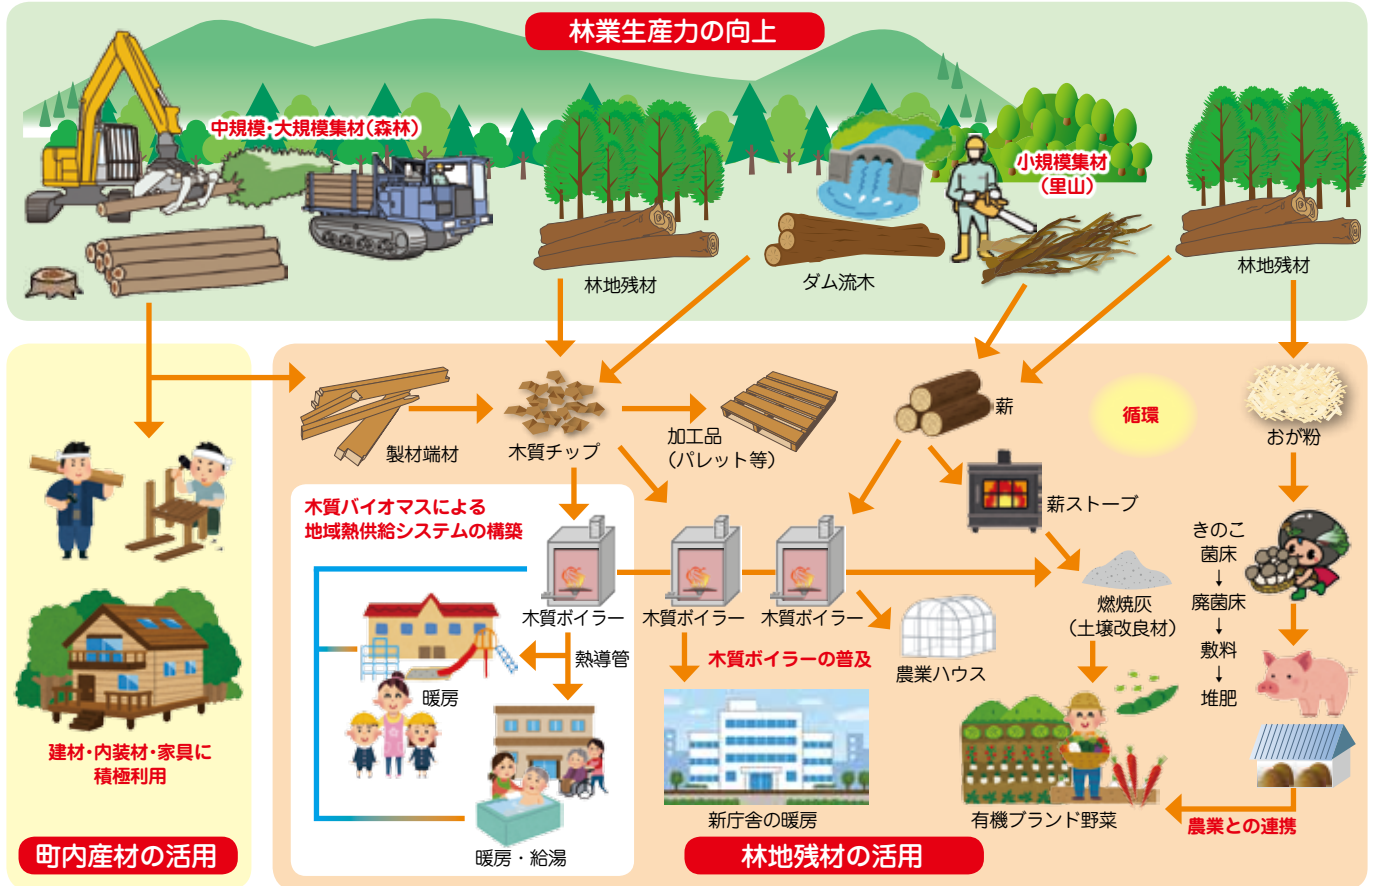 林業生産力の向上
中規模･大規模集材(森林)
小規模集材
(里山)
林地残材
ダム流木
林地残材
製材端材
木質チップ
加工品
(パレット等)
薪
循環
おが粉
薪ストーブ
木質バイオマスによる
地域熱供給システムの構築
きのこ
菌床
↓
廃菌床
↓
敷料
↓
堆肥
木質ボイラー
木質ボイラー
木質ボイラー
燃焼灰
(土壌改良材)
熱導管
木質ボイラーの普及
農業ハウス
暖房
建材･内装材･家具に
積極利用
新庁舎の暖房
有機ブランド野菜
農業との連携
暖房・給湯
町内産材の活用
林地残材の活用